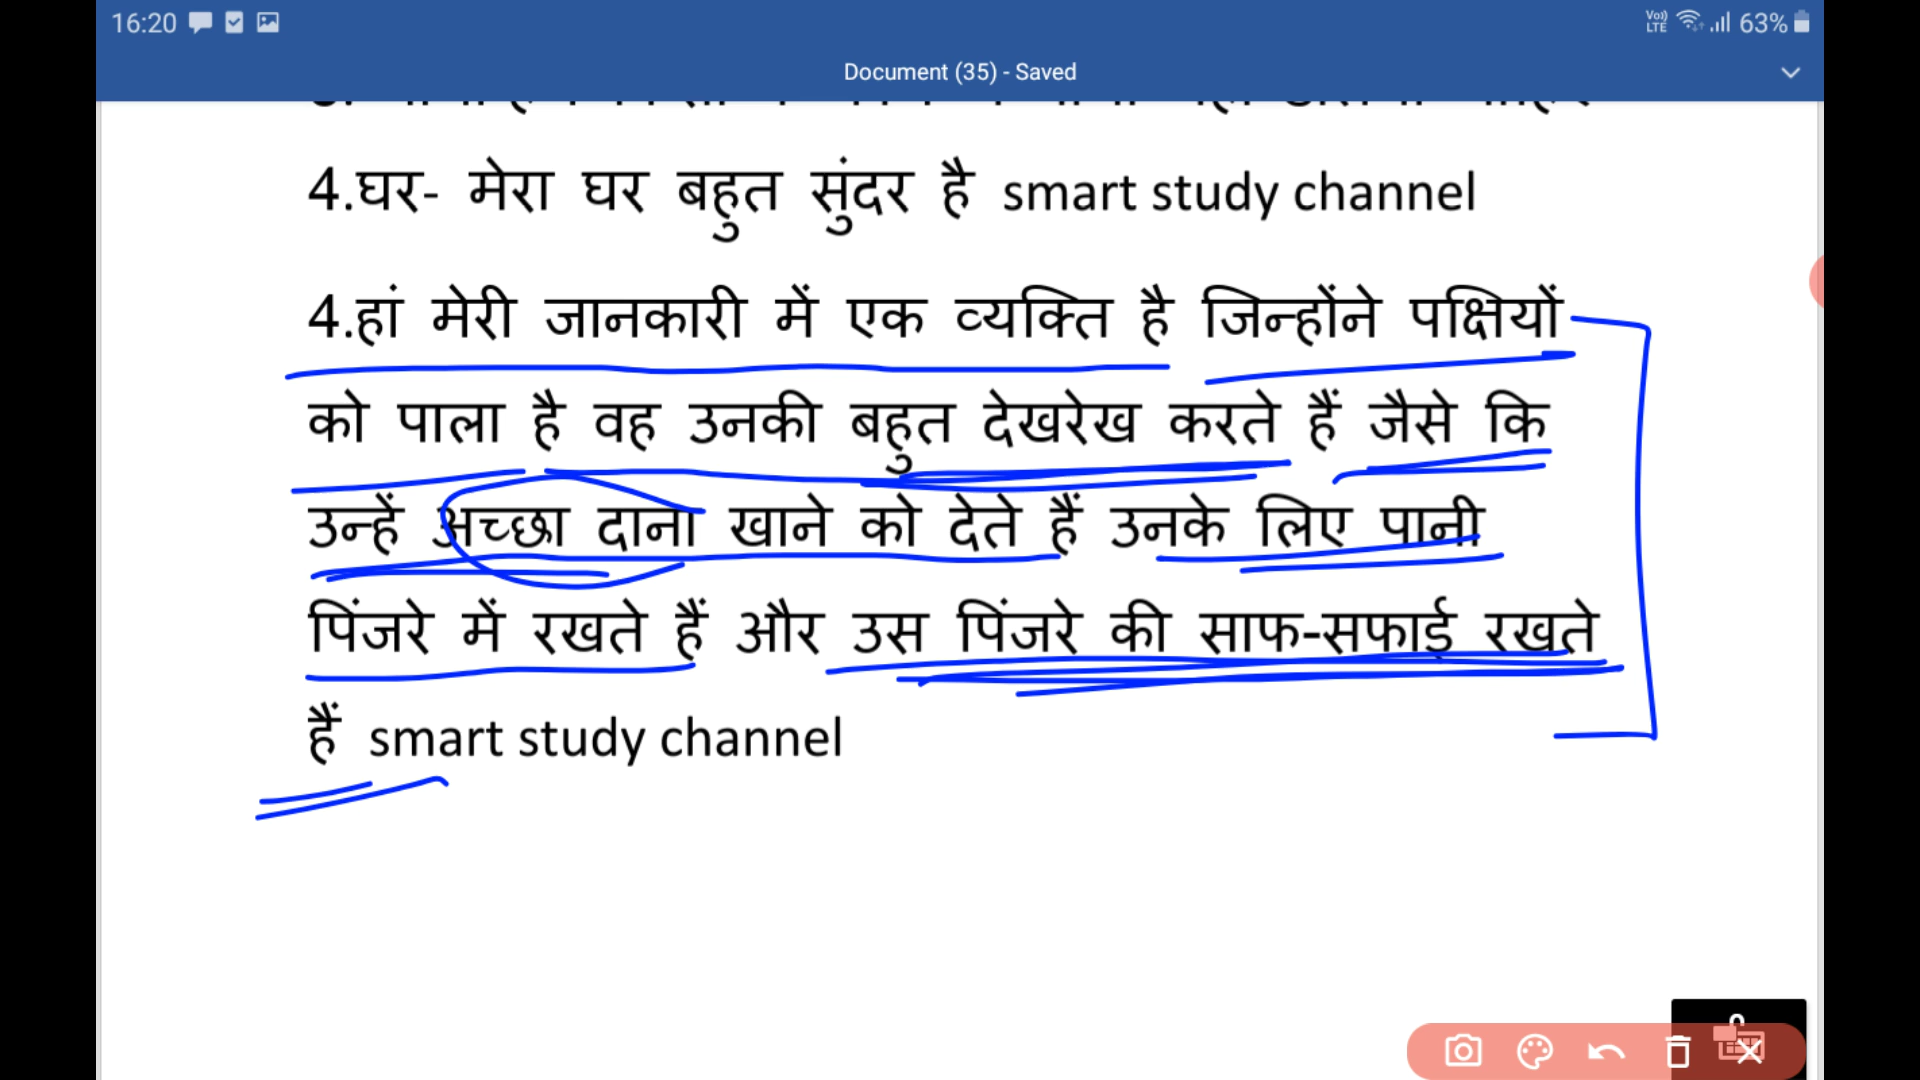 16:20
63%
Document (35) - Saved
4.घर- मेरा घर बहुत सुंदर है smart study channel
4.हां मेरी जानकारी में एक व्यक्ति है जिन्होंने पक्षियों
को पाला है वह उनकी बहुत देखरेख करते हैं जैसे कि
उन्हें अच्छा दाना खाने को देते हैं उनके लिए पानी
पिंजरे में रखते हैं और उस पिंजरे की साफ-सफाई रखते
हैं smart study channel